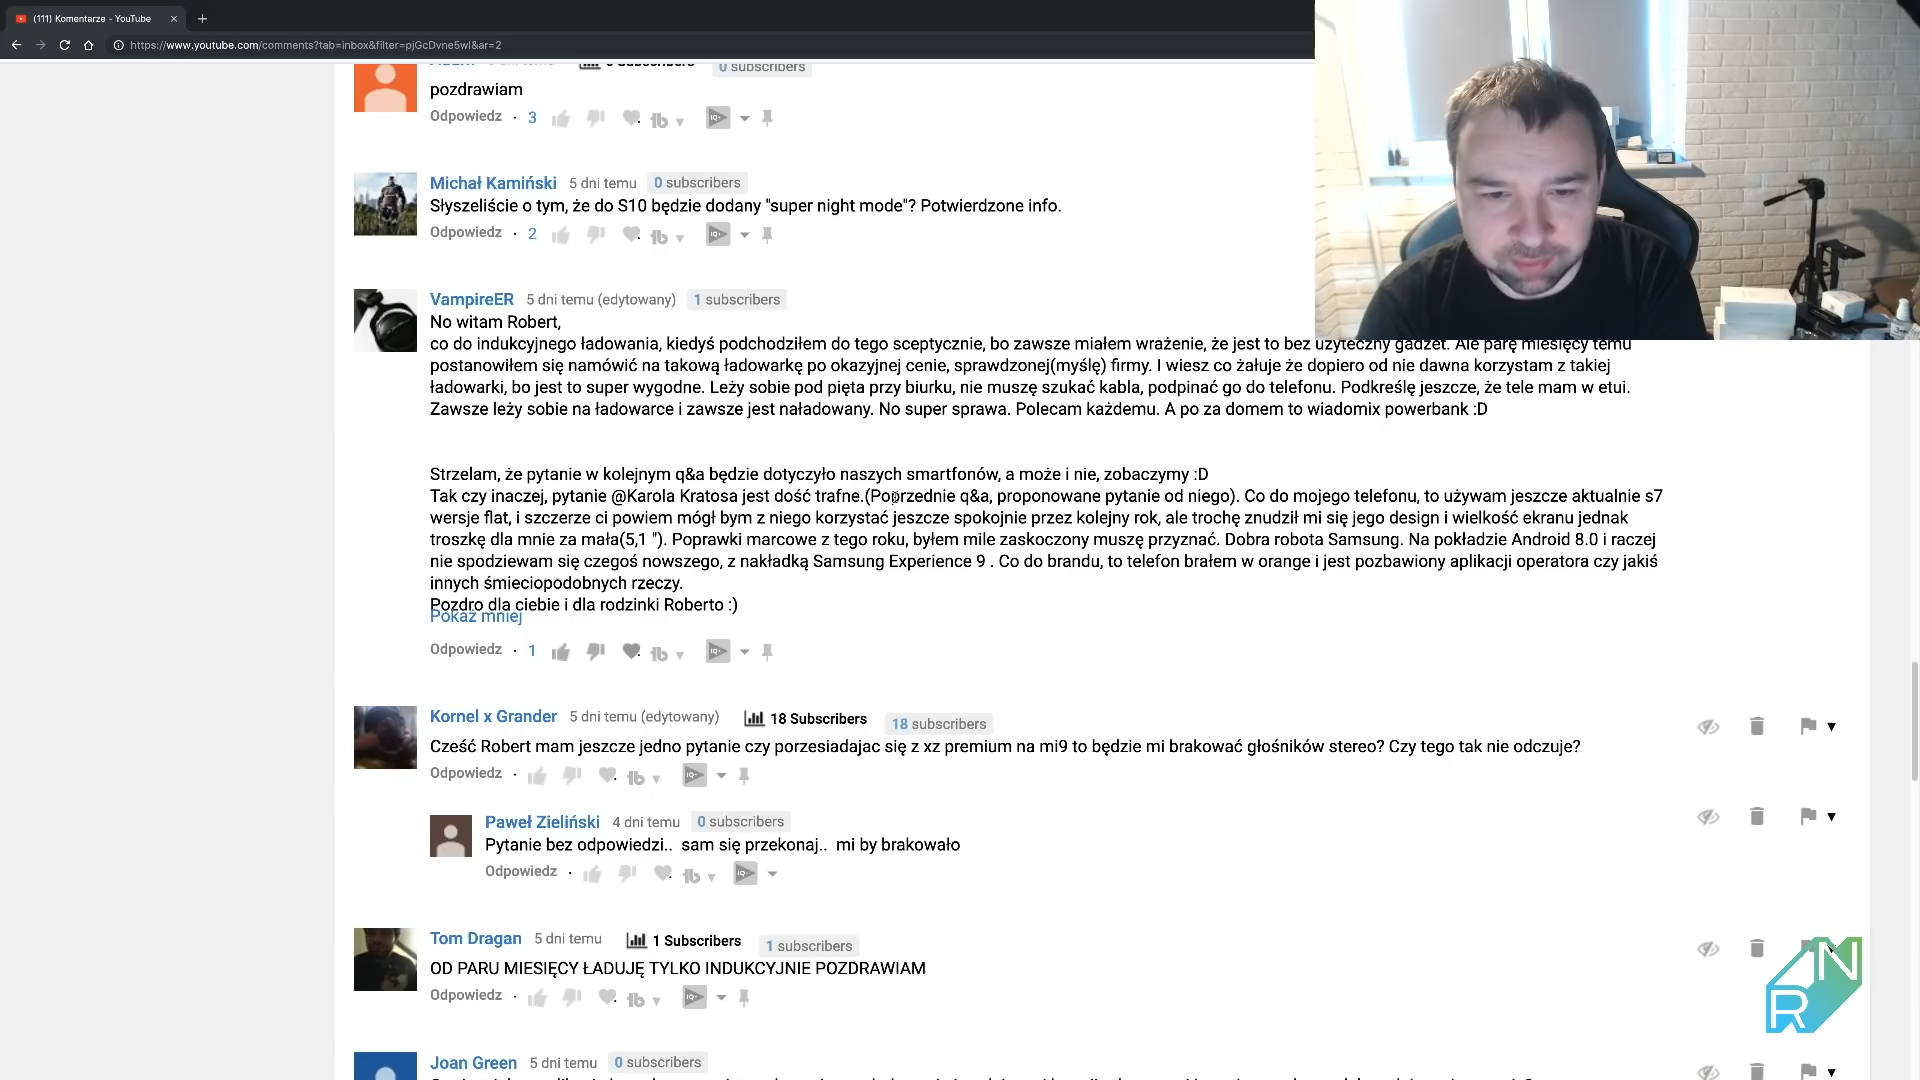 (111) Komentarze - YouTube
https://www.youtube.com/comments?tab=inbox&filter=pjGcDvne5wI&ar=2
0 subscribers
pozdrawiam
Odpowiedz · 3
Michał Kamiński 5 dni temu 0 subscribers
Słyszeliście o tym, że do S10 będzie dodany "super night mode"? Potwierdzone info.
Odpowiedz · 2
VampireER 5 dni temu (edytowany) 1 subscribers
No witam Robert,
co do indukcyjnego ładowania, kiedyś podchodziłem do tego sceptycznie, bo zawsze miałem wrażenie, że jest to bez użyteczny gadżet. Ale parę miesięcy temu
postanowiłem się namówić na takową ładowarkę po okazyjnej cenie, sprawdzonej(myślę) firmy. I wiesz co żałuje że dopiero od nie dawna korzystam z takiej
ładowarki, bo jest to super wygodne. Leży sobie pod pięta przy biurku, nie muszę szukać kabla, podpinać go do telefonu. Podkreślę jeszcze, że tele mam w etui.
Zawsze leży sobie na ładowarce i zawsze jest naładowany. No super sprawa. Polecam każdemu. A po za domem to wiadomix powerbank :D
Strzelam, że pytanie w kolejnym q&a będzie dotyczyło naszych smartfonów, a może i nie, zobaczymy :D
Tak czy inaczej, pytanie @Karola Kratosa jest dość trafne.(Poprzednie q&a, proponowane pytanie od niego). Co do mojego telefonu, to używam jeszcze aktualnie s7
wersje flat, i szczerze ci powiem mógł bym z niego korzystać jeszcze spokojnie przez kolejny rok, ale trochę znudził mi się jego design i wielkość ekranu jednak
troszkę dla mnie za mała(5,1 "). Poprawki marcowe z tego roku, byłem mile zaskoczony muszę przyznać. Dobra robota Samsung. Na pokładzie Android 8.0 i raczej
nie spodziewam się czegoś nowszego, z nakładką Samsung Experience 9 . Co do brandu, to telefon brałem w orange i jest pozbawiony aplikacji operatora czy jakiś
innych śmieciopodobnych rzeczy.
Pozdro dla ciebie i dla rodzinki Roberto :)
Pokaż mniej
Odpowiedz · 1
Kornel x Grander 5 dni temu (edytowany) 18 Subscribers 18 subscribers
Cześć Robert mam jeszcze jedno pytanie czy porzesiadajac się z xz premium na mi9 to będzie mi brakować głośników stereo? Czy tego tak nie odczuje?
Odpowiedz ·
Paweł Zieliński 4 dni temu 0 subscribers
Pytanie bez odpowiedzi.. sam się przekonaj.. mi by brakowało
Odpowiedz ·
Tom Dragan 5 dni temu 1 Subscribers 1 subscribers
OD PARU MIESIĘCY ŁADUJĘ TYLKO INDUKCYJNIE POZDRAWIAM
Odpowiedz ·
RN
Joan Green 5 dni temu 0 subscribers